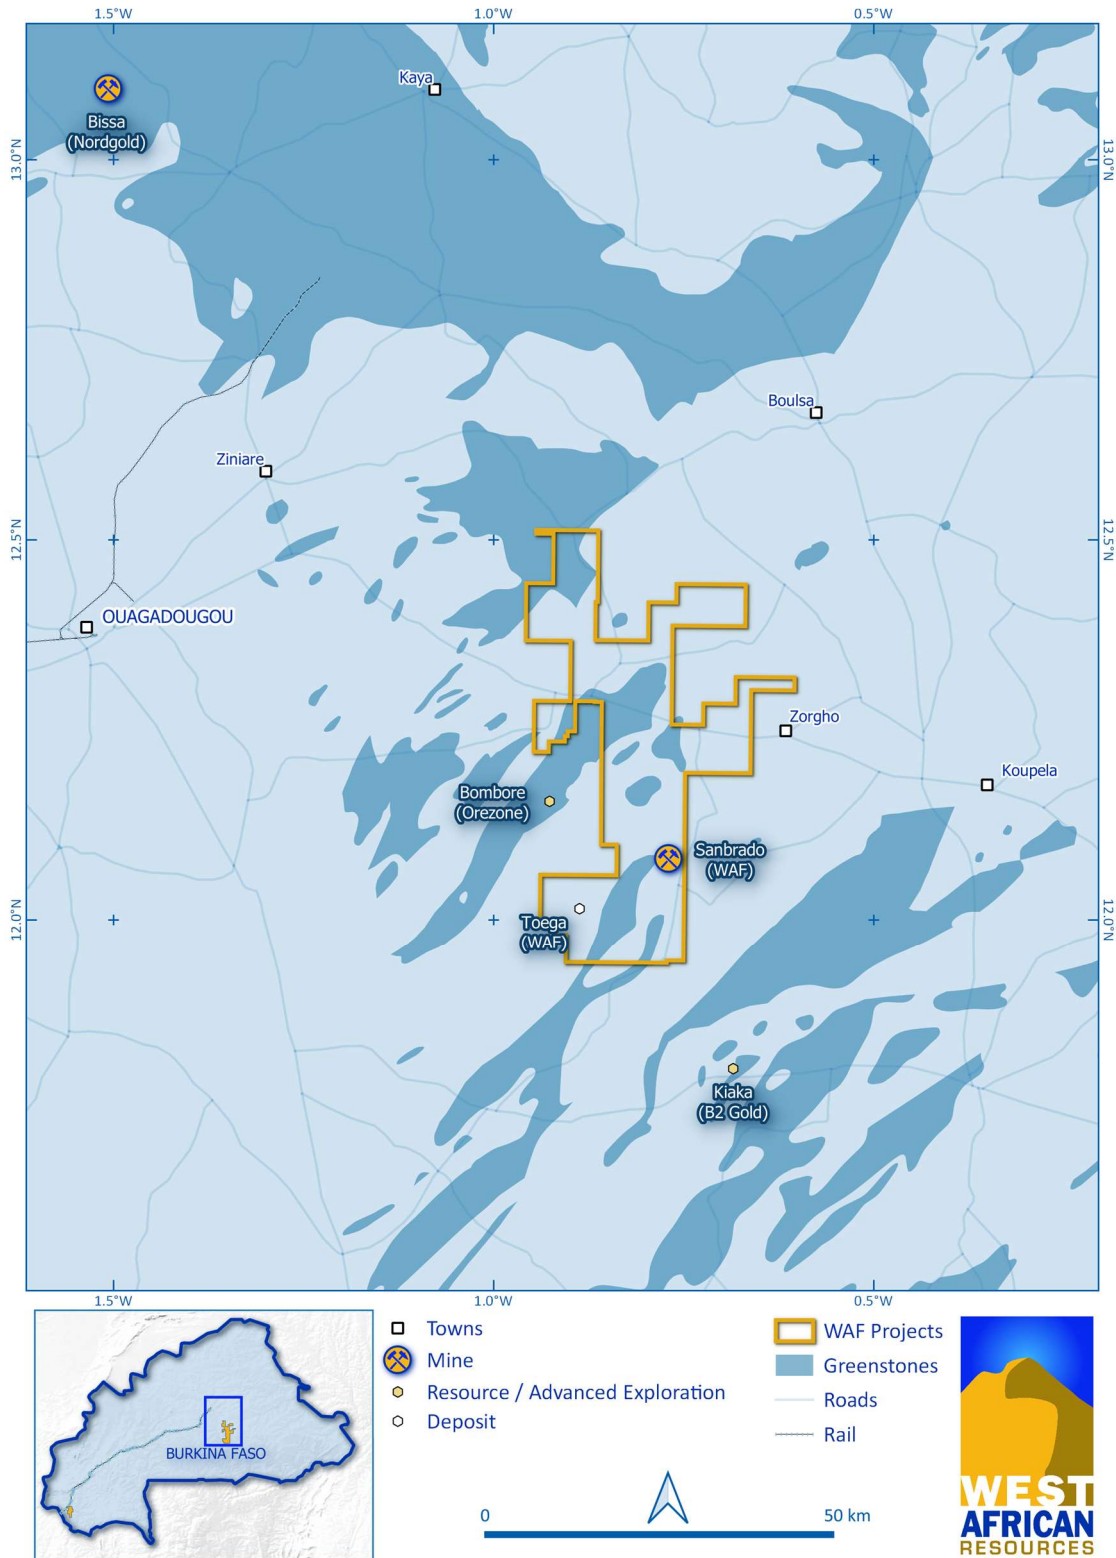 1.5°W
1.0°W
0.5°W
Kaya
Bissa
(Nordgold)
13.0°N
13.0°N
Boulsa
Ziniare
12.5°N
12.5°N
OUAGADOUGOU
Zorgho
Koupela
Bombore
(Orezone)
Sanbrado
(WAF)
12.0°N
12.0°N
Toega
(WAF)
Kiaka
(B2 Gold)
1.5°W
1.0°W
0.5°W
BURKINA FASO
Towns
Mine
Resource / Advanced Exploration
Deposit
WAF Projects
Greenstones
Roads
Rail
0
50 km
WEST
AFRICAN
RESOURCES